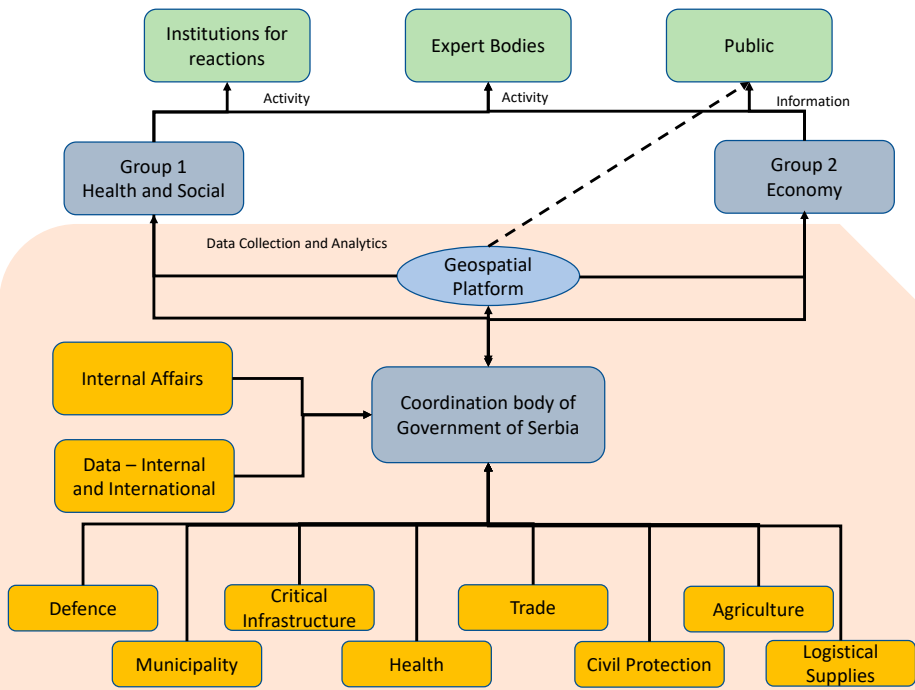 Institutions for
reactions
Expert Bodies
Public
Activity
Activity
Information
Group 1
Health and Social
Group 2
Economy
Data Collection and Analytics
Geospatial
Platform
Internal Affairs
Coordination body of
Government of Serbia
Data – Internal
and International
Defence
Critical
Infrastructure
Trade
Agriculture
Municipality
Health
Civil Protection
Logistical
Supplies